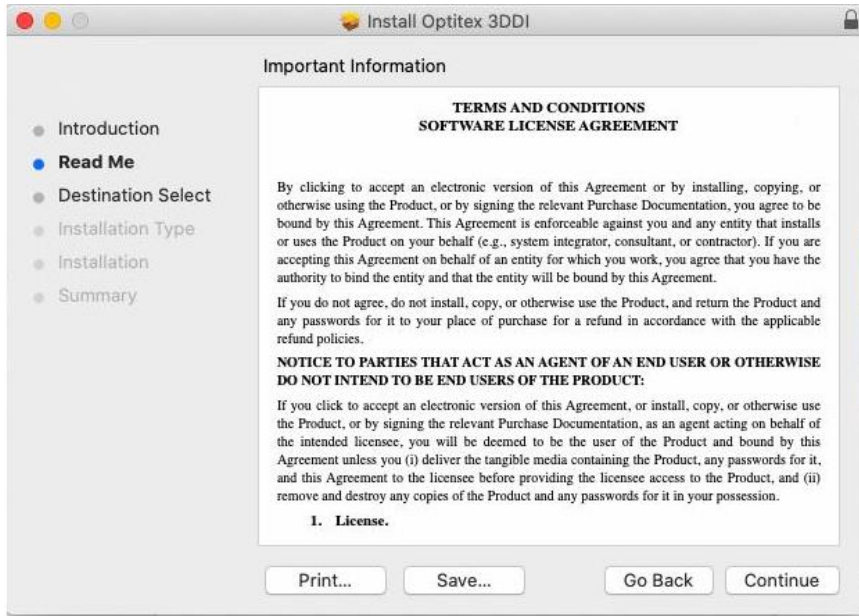 Install Optitex 3DDI
Important Information
Introduction
Read Me
Destination Select
Installation Type
Installation
Summary
TERMS AND CONDITIONS
SOFTWARE LICENSE AGREEMENT
By clicking to accept an electronic version of this Agreement or by installing, copying, or
otherwise using the Product, or by signing the relevant Purchase Documentation, you agree to be
bound by this Agreement. This Agreement is enforceable against you and any entity that installs
or uses the Product on your behalf (e.g., system integrator, consultant, or contractor). If you are
accepting this Agreement on behalf of an entity for which you work, you agree that you have the
authority to bind the entity and that the entity will be bound by this Agreement.
If you do not agree, do not install, copy, or otherwise use the Product, and return the Product and
any passwords for it to your place of purchase for a refund in accordance with the applicable
refund policies.
NOTICE TO PARTIES THAT ACT AS AN AGENT OF AN END USER OR OTHERWISE
DO NOT INTEND TO BE END USERS OF THE PRODUCT:
If you click to accept an electronic version of this Agreement, or install, copy, or otherwise use
the Product, or by signing the relevant Purchase Documentation, as an agent acting on behalf of
the intended licensee, you will be deemed to be the user of the Product and bound by this
Agreement unless you (i) deliver the tangible media containing the Product, any passwords for it,
and this Agreement to the licensee before providing the licensee access to the Product, and (ii)
remove and destroy any copies of the Product and any passwords for it in your possession.
1. License.
Print...
Save...
Go Back
Continue